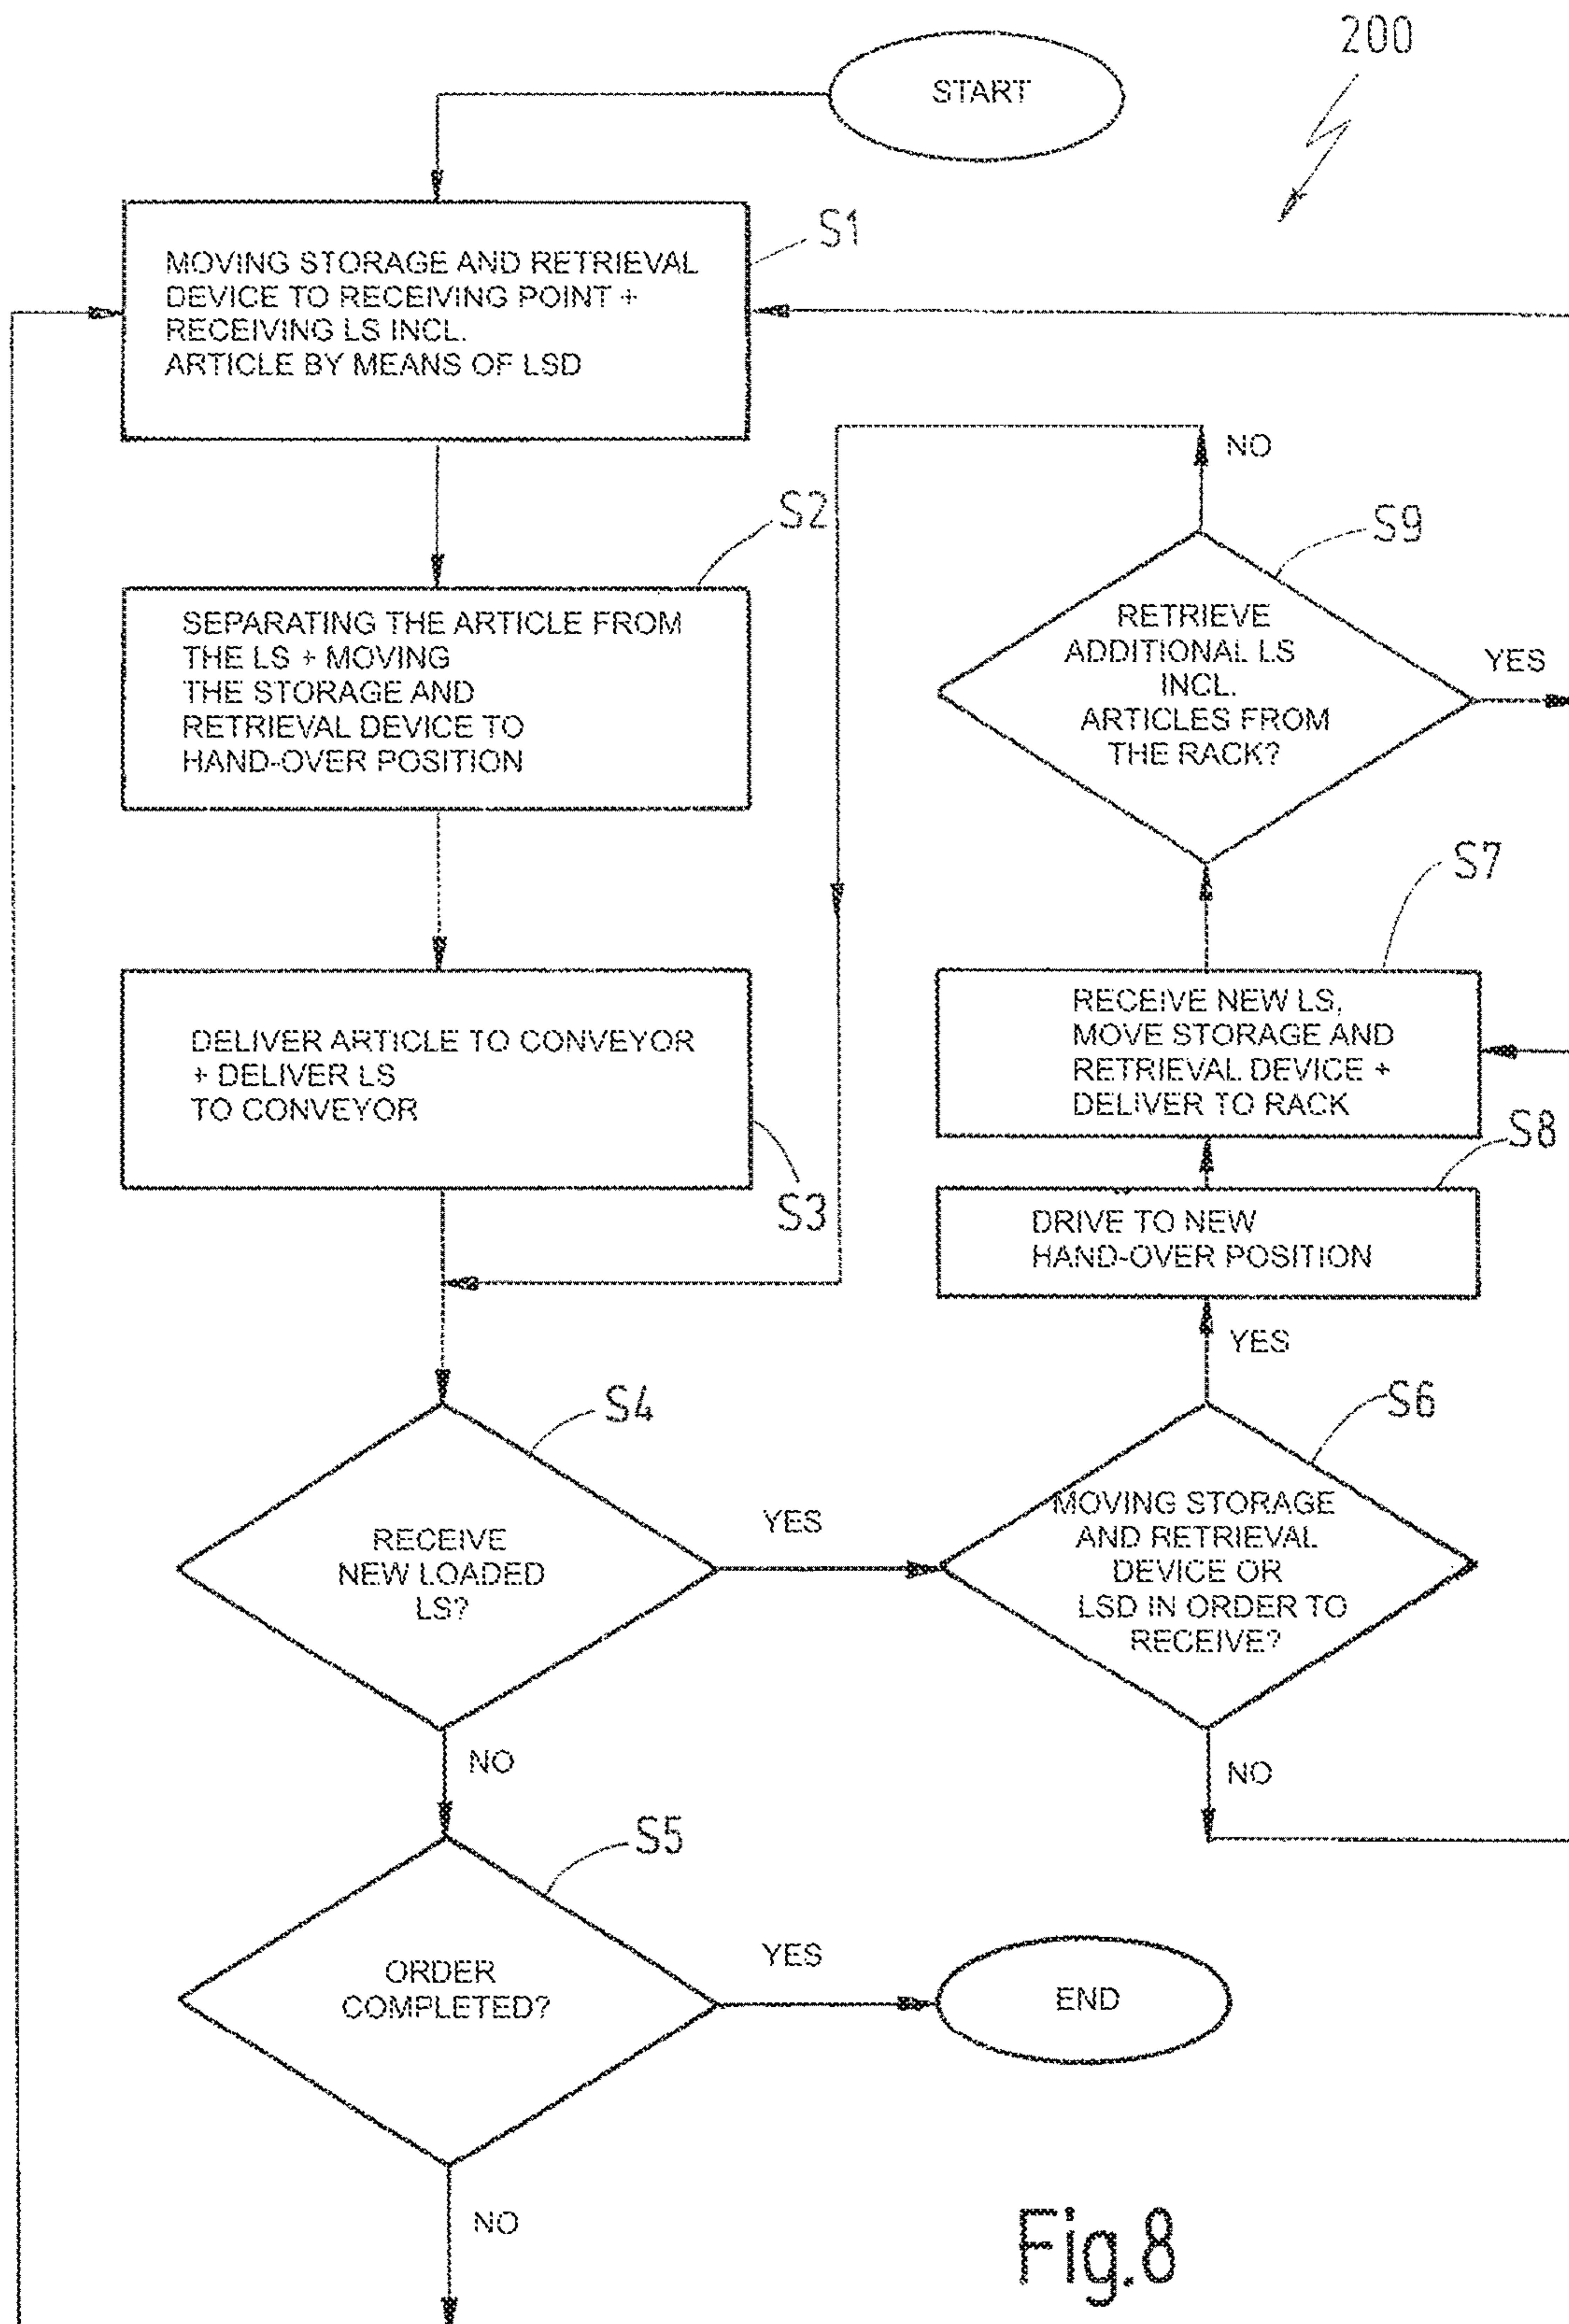 200
START
S1
MOVING STORAGE AND RETRIEVAL
DEVICE TO RECEIVING POINT +
RECEIVING LS INCL.
ARTICLE BY MEANS OF LSD
S2
SEPARATING THE ARTICLE FROM
THE LS + MOVING
THE STORAGE AND
RETRIEVAL DEVICE TO
HAND-OVER POSITION
DELIVER ARTICLE TO CONVEYOR
+ DELIVER LS
TO CONVEYOR
S3
S4
RECEIVE
NEW LOADED
LS?
YES
NO
S5
ORDER
COMPLETED?
YES
END
NO
NO
S9
RETRIEVE
ADDITIONAL LS
INCL.
ARTICLES FROM
THE RACK?
YES
S7
RECEIVE NEW LS,
MOVE STORAGE AND
RETRIEVAL DEVICE +
DELIVER TO RACK
S8
DRIVE TO NEW
HAND-OVER POSITION
YES
S6
MOVING STORAGE
AND RETRIEVAL
DEVICE OR
LSD IN ORDER TO
RECEIVE?
NO
Fig.8